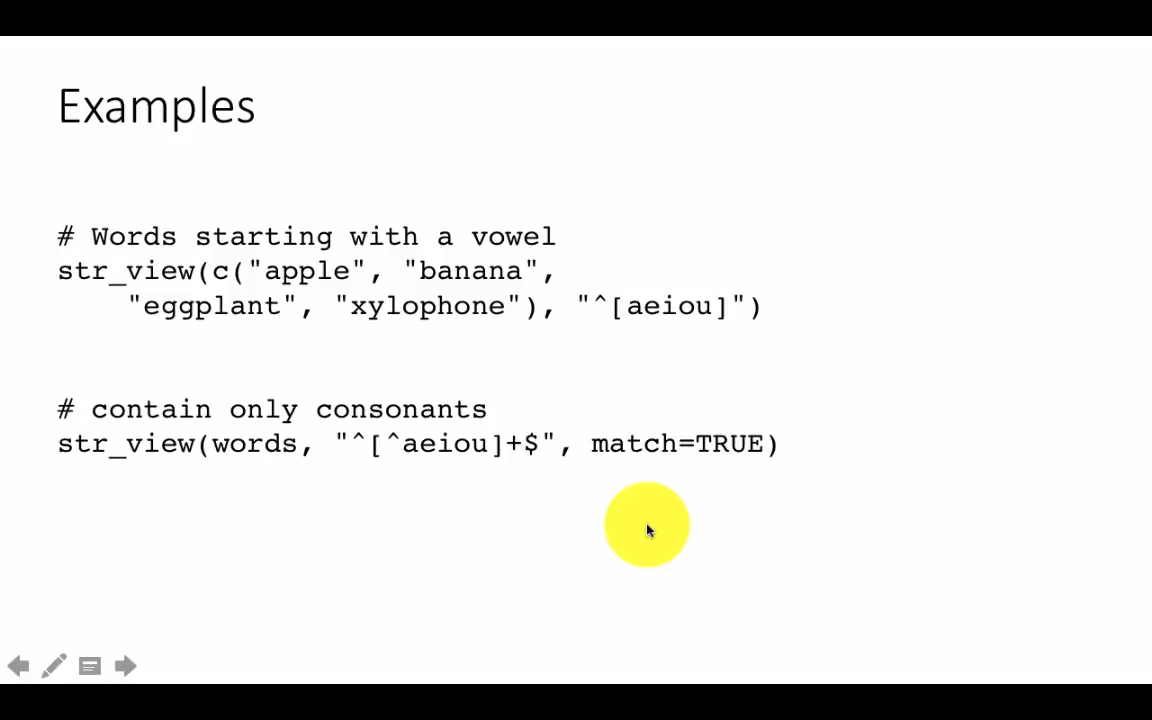 Examples
# Words starting with a vowel
str_view(c("apple", "banana",
"eggplant", "xylophone"), "^[aeiou]")
# contain only consonants
str_view(words, "^[^aeiou]+$", match=TRUE)